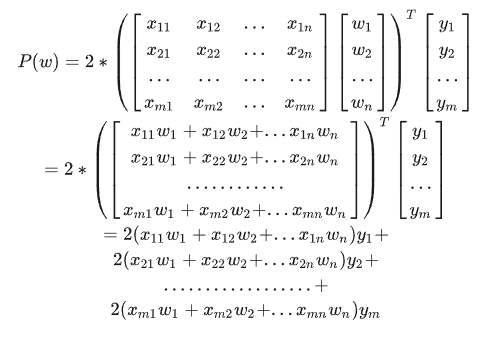 P(w) = 2 * ( [ x₁₁ x₁₂ … x₁ₙ ; x₂₁ x₂₂ … x₂ₙ ; … … … … ; xₘ₁ xₘ₂ … xₘₙ ] [ w₁ ; w₂ ; … ; wₙ ] )ᵀ [ y₁ ; y₂ ; … ; yₘ ]
= 2 * ( [ x₁₁w₁ + x₁₂w₂+…x₁ₙwₙ ; x₂₁w₁ + x₂₂w₂+…x₂ₙwₙ ; ………… ; xₘ₁w₁ + xₘ₂w₂+…xₘₙwₙ ] )ᵀ [ y₁ ; y₂ ; … ; yₘ ]
= 2(x₁₁w₁ + x₁₂w₂+…x₁ₙwₙ)y₁+
2(x₂₁w₁ + x₂₂w₂+…x₂ₙwₙ)y₂+
……………… +
2(xₘ₁w₁ + xₘ₂w₂+…xₘₙwₙ)yₘ